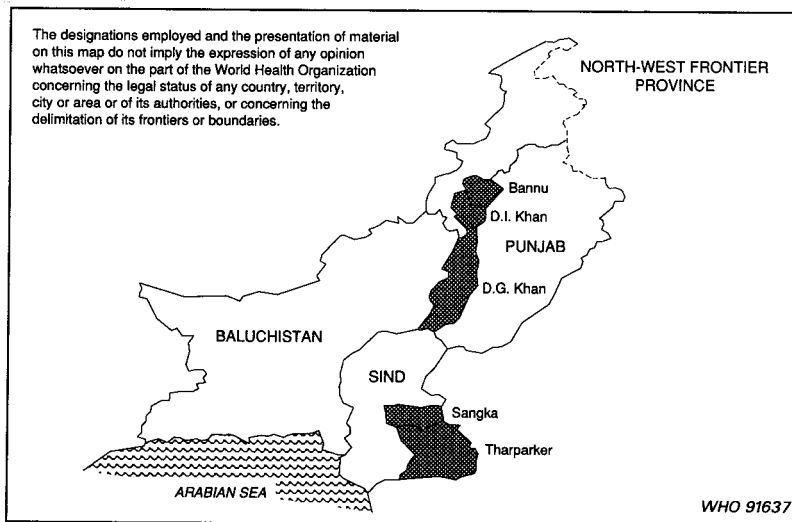 The designations employed and the presentation of material
on this map do not imply the expression of any opinion
whatsoever on the part of the World Health Organization
concerning the legal status of any country, territory,
city or area or of its authorities, or concerning the
delimitation of its frontiers or boundaries.
NORTH-WEST FRONTIER
PROVINCE
Bannu
D.I. Khan
PUNJAB
D.G. Khan
BALUCHISTAN
SIND
Sangka
Tharparker
ARABIAN SEA
WHO 91637